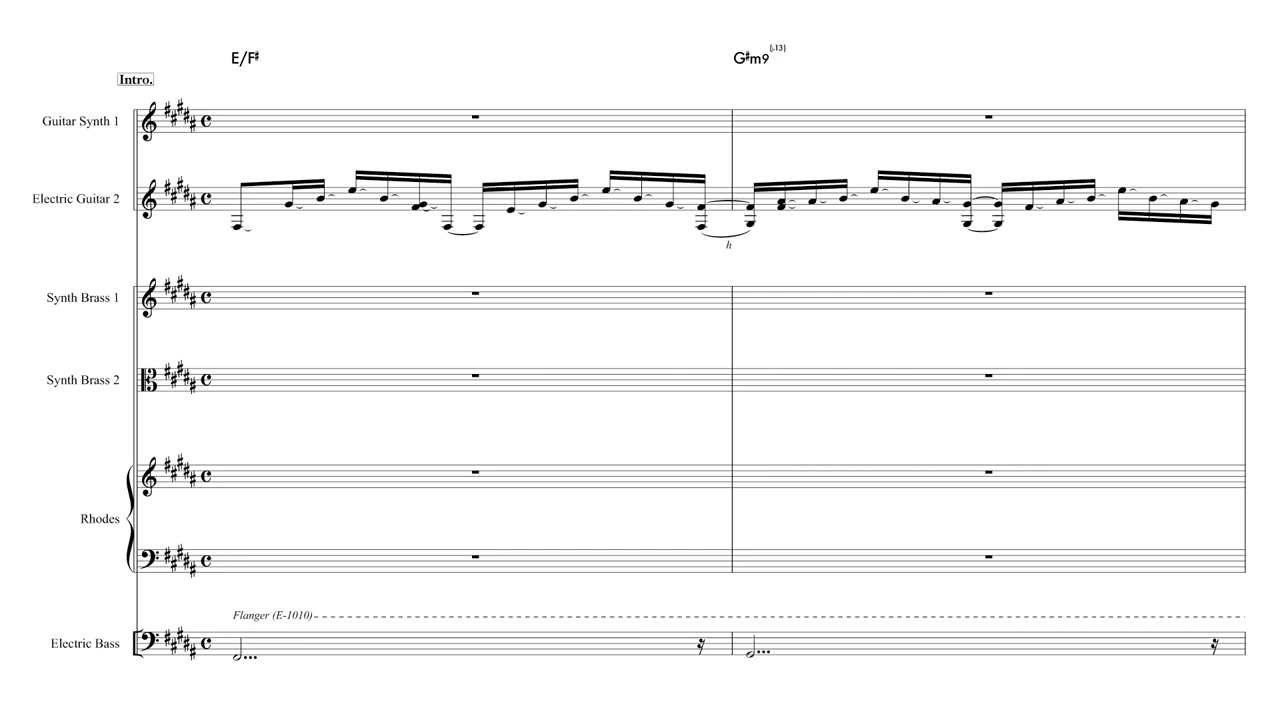 E/F♯ G♯m9(♭13)
Intro.
Guitar Synth 1
Electric Guitar 2
h
Synth Brass 1
Synth Brass 2
Rhodes
Flanger (E-1010)
Electric Bass